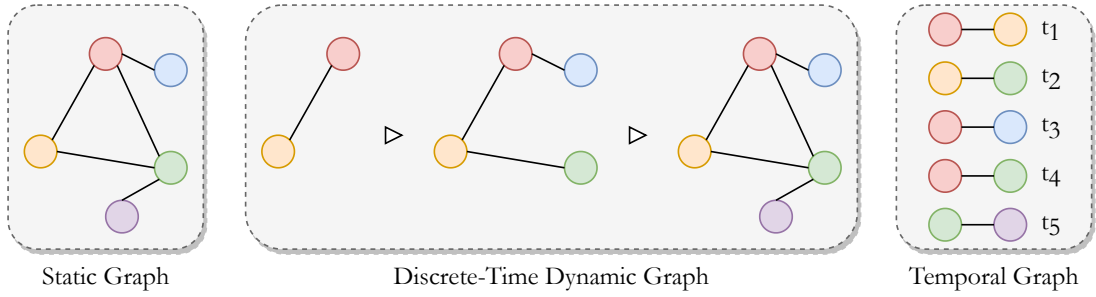 t1
t2
t3
t4
t5
Static Graph
Discrete-Time Dynamic Graph
Temporal Graph